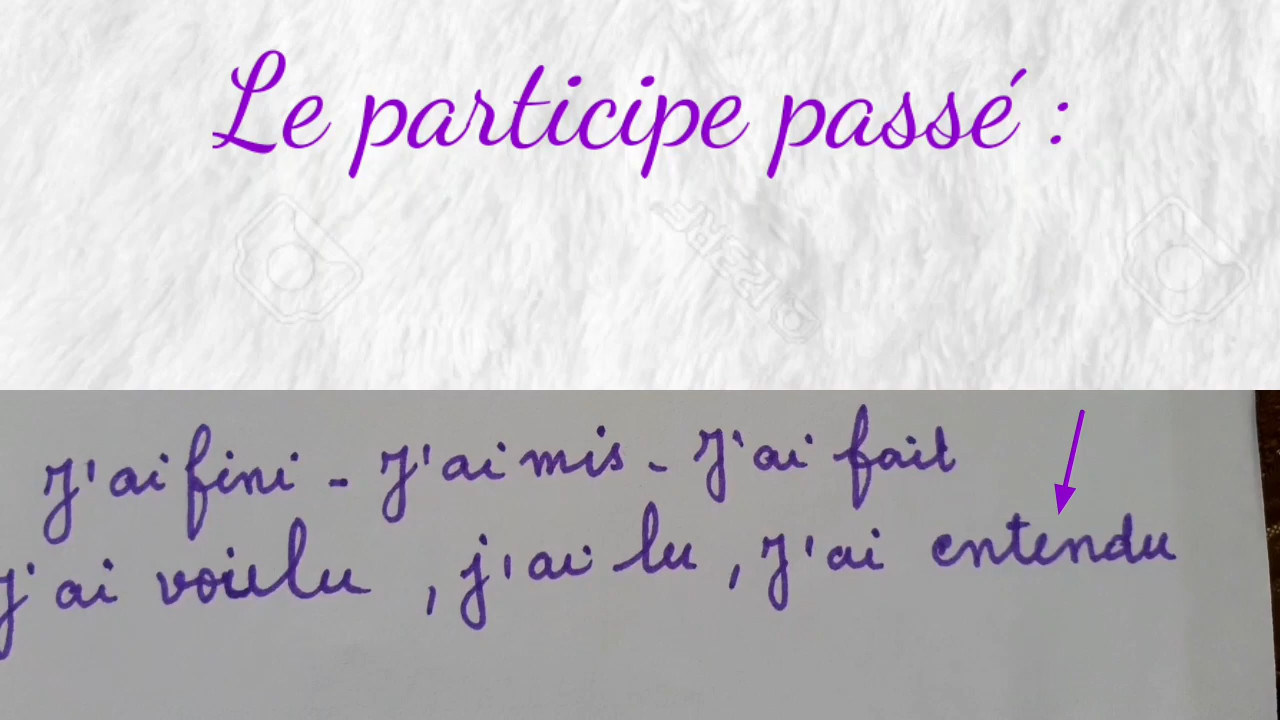 Le participe passé :
J'ai fini - J'ai mis - J'ai fait
j'ai voulu , j'ai lu , J'ai entendu